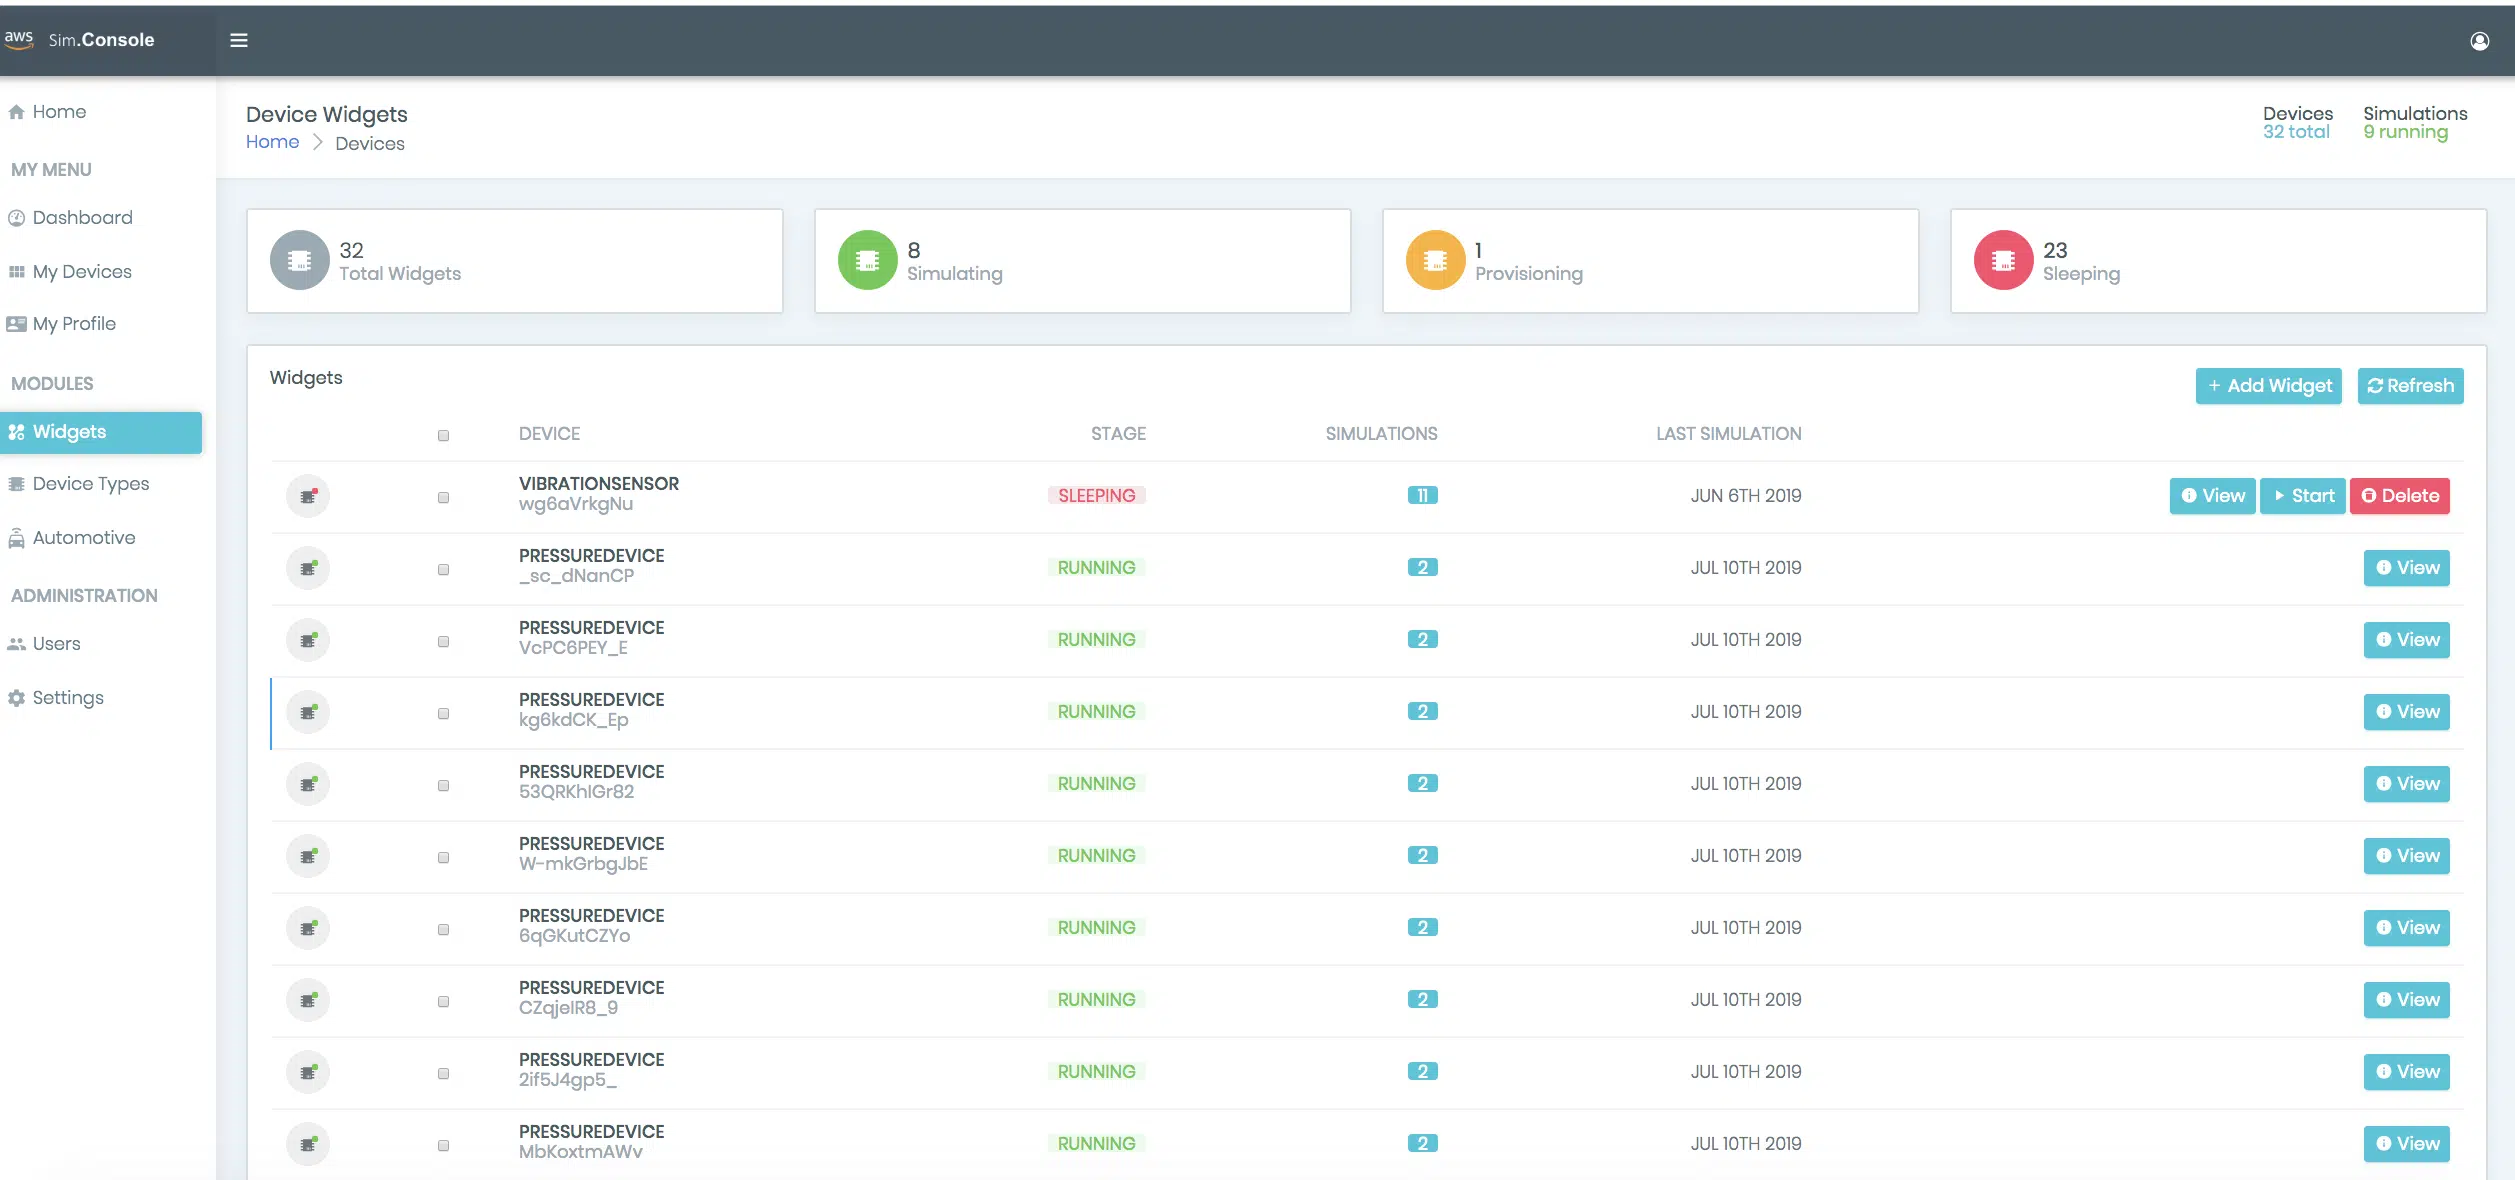 aws Sim.Console
Home
MY MENU
Dashboard
My Devices
My Profile
MODULES
Widgets
Device Types
Automotive
ADMINISTRATION
Users
Settings
Device Widgets
Home Devices
Devices
32 total
Simulations
9 running
32
Total Widgets
8
Simulating
1
Provisioning
23
Sleeping
Widgets
+ Add Widget Refresh
DEVICE STAGE SIMULATIONS LAST SIMULATION
VIBRATIONSENSOR
wg6aVrkgNu
SLEEPING 11 JUN 6TH 2019 View Start Delete
PRESSUREDEVICE
_sc_dNanCP
RUNNING 2 JUL 10TH 2019 View
PRESSUREDEVICE
VcPC6PEY_E
RUNNING 2 JUL 10TH 2019 View
PRESSUREDEVICE
kg6kdCK_Ep
RUNNING 2 JUL 10TH 2019 View
PRESSUREDEVICE
53QRKhIGr82
RUNNING 2 JUL 10TH 2019 View
PRESSUREDEVICE
W-mkGrbgJbE
RUNNING 2 JUL 10TH 2019 View
PRESSUREDEVICE
6qGKutCZYo
RUNNING 2 JUL 10TH 2019 View
PRESSUREDEVICE
CZqjeIR8_9
RUNNING 2 JUL 10TH 2019 View
PRESSUREDEVICE
2if5J4gp5_
RUNNING 2 JUL 10TH 2019 View
PRESSUREDEVICE
MbKoxtmAWv
RUNNING 2 JUL 10TH 2019 View